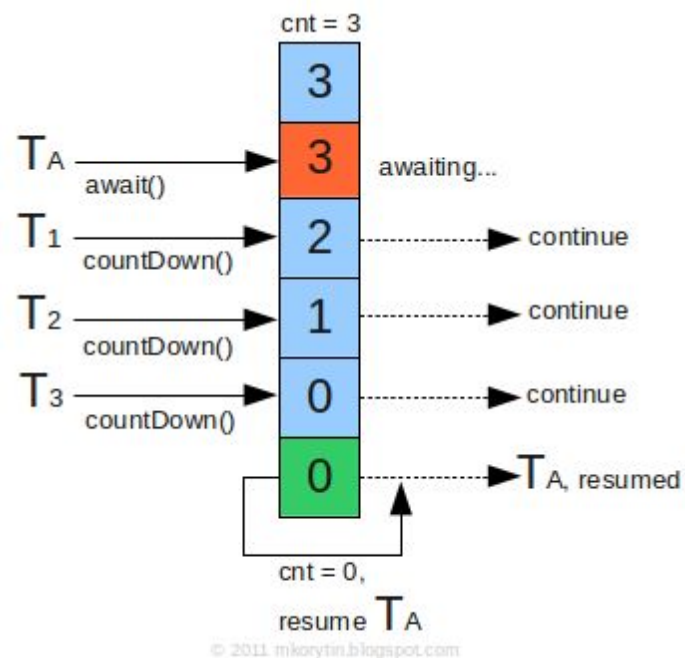 cnt = 3
3
TA
await()
3
awaiting...
T1
countDown()
2
continue
T2
countDown()
1
continue
T3
countDown()
0
continue
0
TA, resumed
cnt = 0,
resume TA
© 2011 mkorytin.blogspot.com